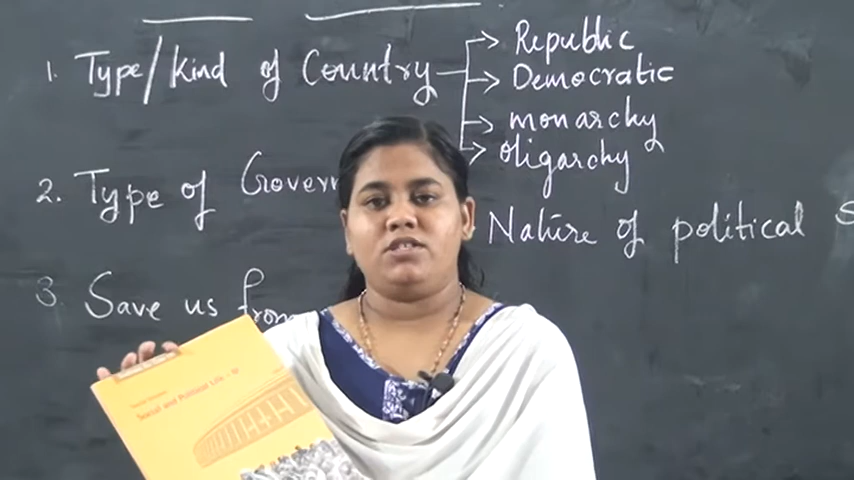 1. Type/Kind of Country
Republic
Democratic
monarchy
oligarchy
2. Type of
Nature of political
3. Save us from
Social and Political Life - III